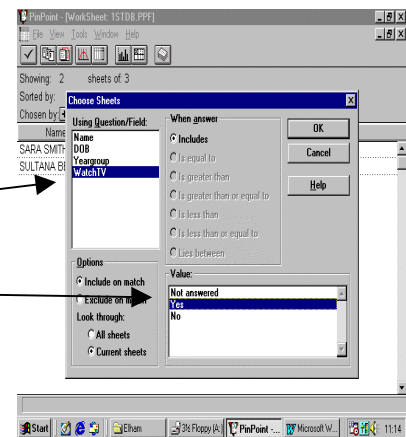 PinPoint - [WorkSheet: 1STDB.PPF]
File View Tools Window Help
Showing: 2 sheets of: 3
Sorted by:
Chosen by:
Name
SARA SMITH
SULTANA BE
Choose Sheets
Using Question/Field:
Name
DOB
Yeargroup
WatchTV
When answer
Includes
Is equal to
Is greater than
Is greater than or equal to
Is less than
Is less than or equal to
Lies between
OK
Cancel
Help
Options
Include on match
Exclude on match
Look through:
All sheets
Current sheets
Value:
Not answered
Yes
No
Start Elham 3½ Floppy (A:) PinPoint -... Microsoft W... 11:14